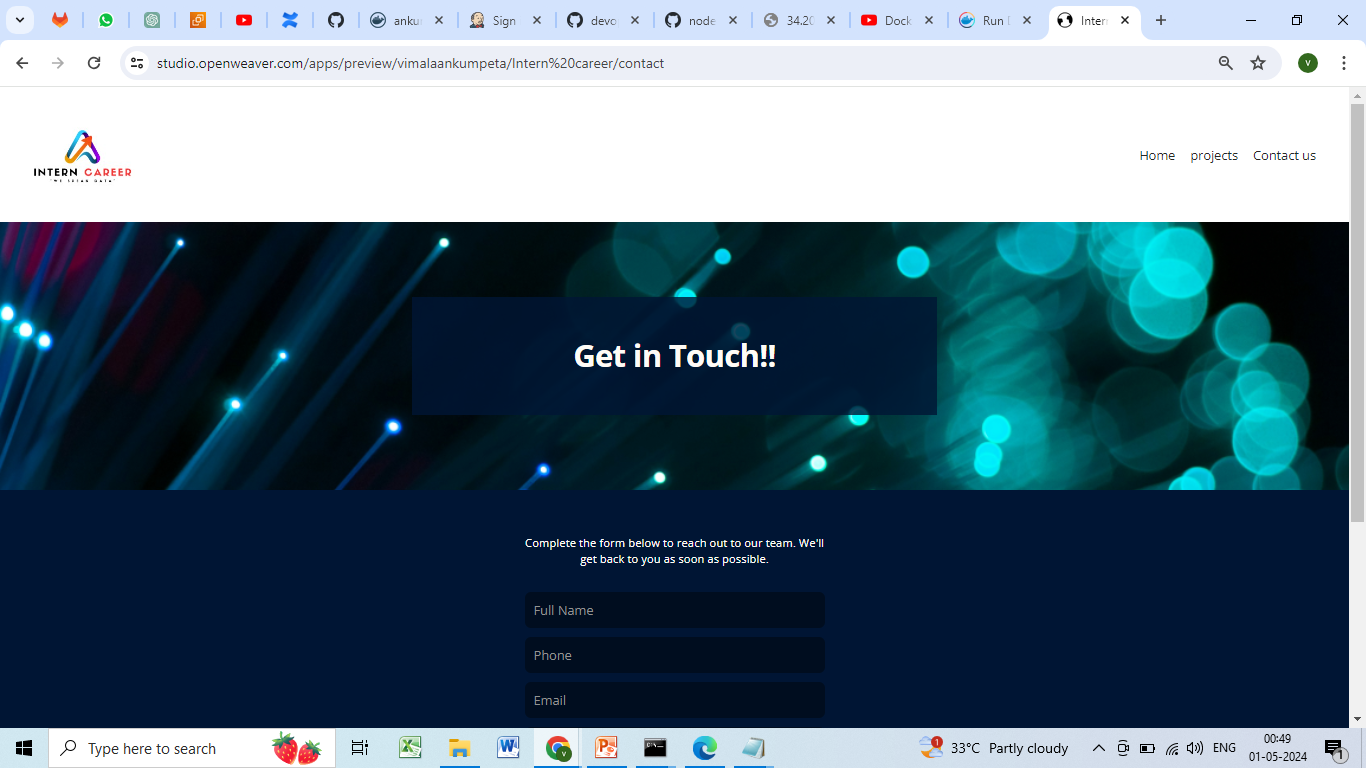 ankur
Sign
devo
node
34.20
Dock
Run
Inter
studio.openweaver.com/apps/preview/vimalaankumpeta/Intern%20career/contact
V
INTERN CAREER
Home projects Contact us
Get in Touch!!
Complete the form below to reach out to our team. We'll
get back to you as soon as possible.
Full Name
Phone
Email
Type here to search
1
33°C Partly cloudy
ENG
00:49
01-05-2024
1